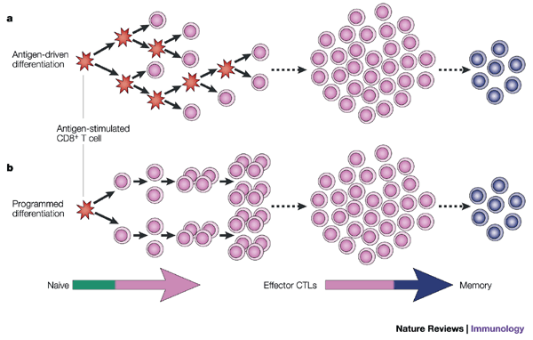 a
Antigen-driven
differentiation
Antigen-stimulated
CD8⁺ T cell
b
Programmed
differentiation
Naive
Effector CTLs
Memory
Nature Reviews | Immunology